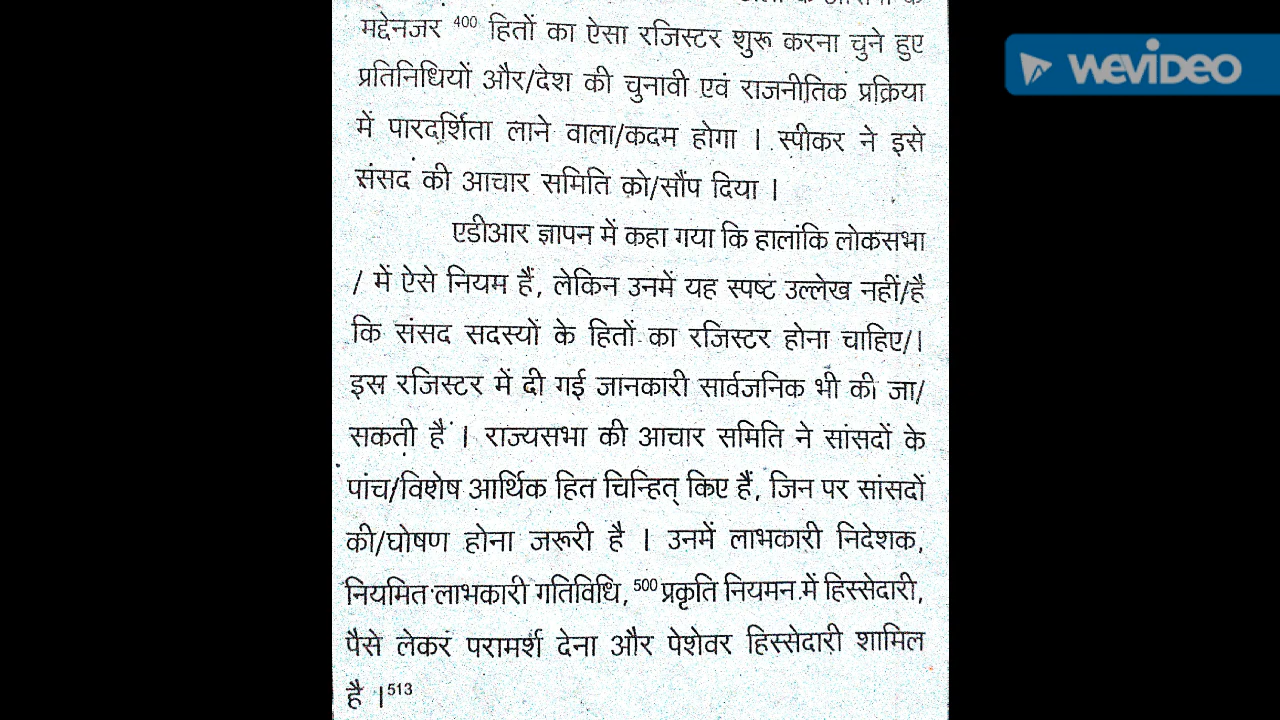 मद्देनजर 400 हितों का ऐसा रजिस्टर शुरू करना चुने हुए
प्रतिनिधियों और/देश की चुनावी एवं राजनीतिक प्रक्रिया
में पारदर्शिता लाने वाला/कदम होगा । स्पीकर ने इसे
संसद की आचार समिति को/सौंप दिया ।
एडीआर ज्ञापन में कहा गया कि हालांकि लोकसभा
/ में ऐसे नियम हैं, लेकिन उनमें यह स्पष्ट उल्लेख नहीं/है
कि संसद सदस्यों के हितों का रजिस्टर होना चाहिए/।
इस रजिस्टर में दी गई जानकारी सार्वजनिक भी की जा/
सकती है । राज्यसभा की आचार समिति ने सांसदों के
पांच/विशेष आर्थिक हित चिन्हित् किए हैं, जिन पर सांसदों
की/घोषण होना जरूरी है । उनमें लाभकारी निदेशक,
नियमित लाभकारी गतिविधि, 500 प्रकृति नियमन में हिस्सेदारी,
पैसे लेकर परामर्श देना और पेशेवर हिस्सेदारी शामिल
है ।513
WEVIDEO